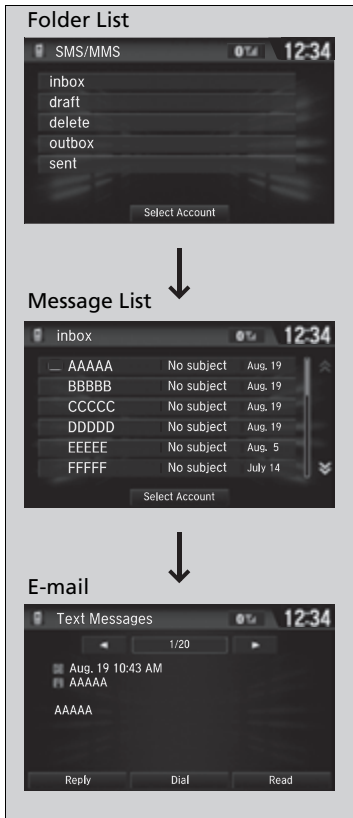 Folder List
SMS/MMS 12:34
inbox
draft
delete
outbox
sent
Select Account
Message List
inbox 12:34
AAAAA No subject Aug. 19
BBBBB No subject Aug. 19
CCCCC No subject Aug. 19
DDDDD No subject Aug. 19
EEEEE No subject Aug. 5
FFFFF No subject July 14
Select Account
E-mail
Text Messages 12:34
1/20
Aug. 19 10:43 AM
AAAAA
AAAAA
Reply Dial Read